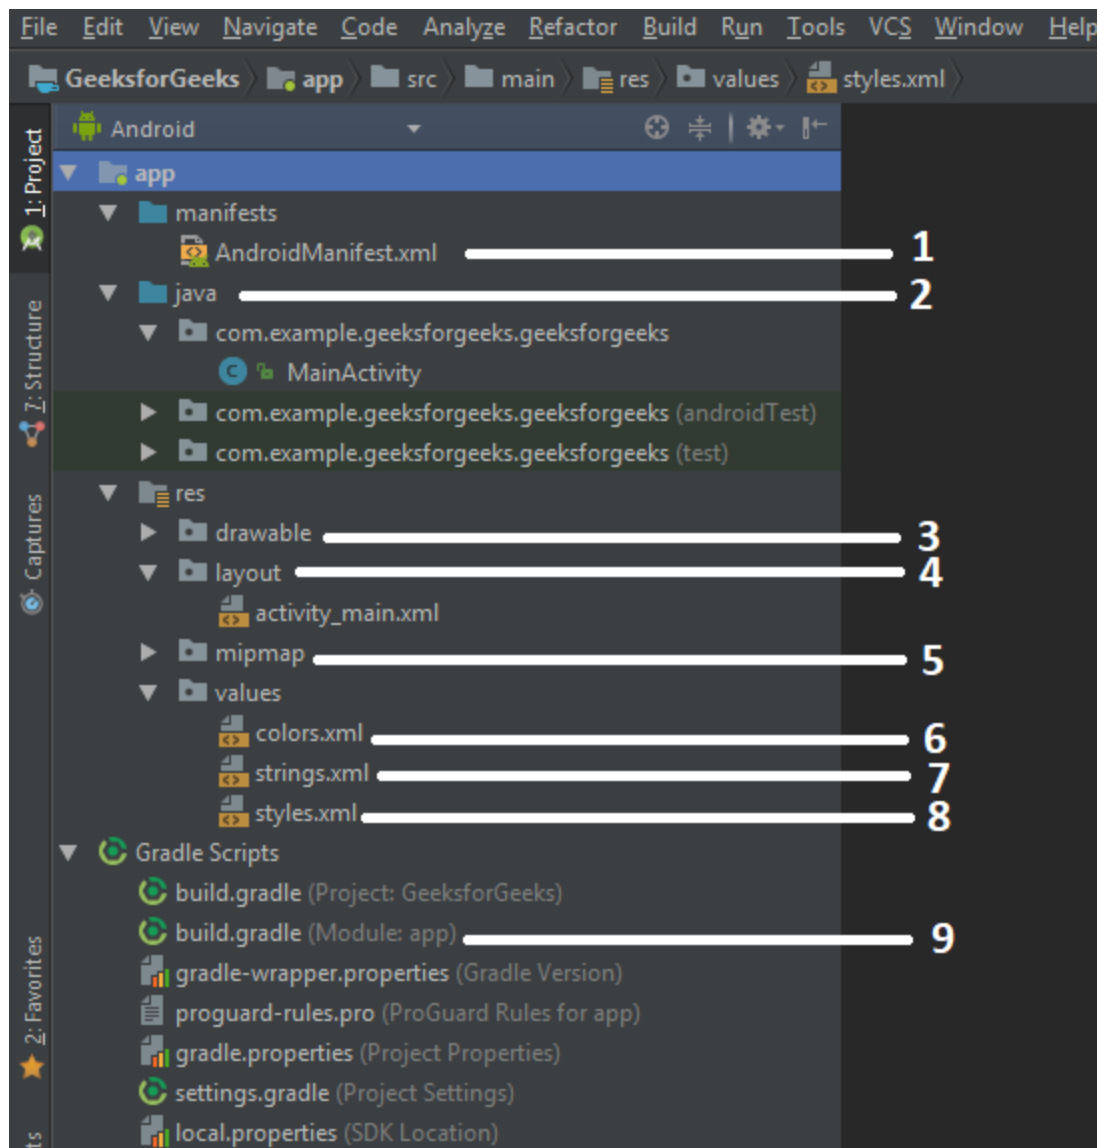 File Edit View Navigate Code Analyze Refactor Build Run Tools VCS Window Help
GeeksforGeeks app src main res values styles.xml
Android
1: Project
app
manifests
AndroidManifest.xml 1
java 2
7: Structure
com.example.geeksforgeeks.geeksforgeeks
MainActivity
com.example.geeksforgeeks.geeksforgeeks (androidTest)
com.example.geeksforgeeks.geeksforgeeks (test)
res
Captures
drawable 3
layout 4
activity_main.xml
mipmap 5
values
colors.xml 6
strings.xml 7
styles.xml 8
Gradle Scripts
build.gradle (Project: GeeksforGeeks)
build.gradle (Module: app) 9
2: Favorites
gradle-wrapper.properties (Gradle Version)
proguard-rules.pro (ProGuard Rules for app)
gradle.properties (Project Properties)
settings.gradle (Project Settings)
local.properties (SDK Location)